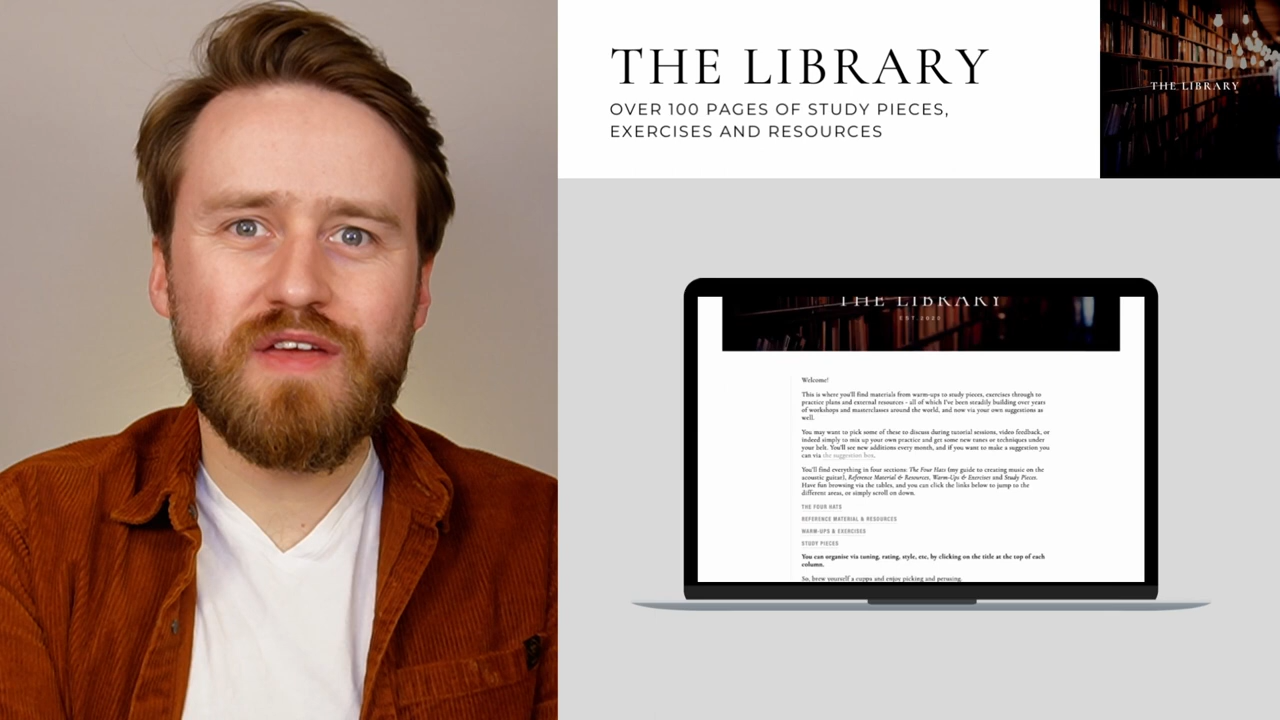 THE LIBRARY
OVER 100 PAGES OF STUDY PIECES,
EXERCISES AND RESOURCES
THE LIBRARY
THE LIBRARY
EST.2020
Welcome!
This is where you'll find materials from warm-ups to study pieces, exercises through to
practice plans and external resources - all of which I've been steadily building over years
of workshops and masterclasses around the world, and now via your own suggestions as
well.
You may want to pick some of these to discuss during tutorial sessions, video feedback, or
indeed simply to mix up your own practice and get some new tunes or techniques under
your belt. You'll see new additions every month, and if you want to make a suggestion you
can via the suggestion box.
You'll find everything in four sections: The Four Hats (my guide to creating music on the
acoustic guitar), Reference Material & Resources, Warm-Ups & Exercises and Study Pieces.
Have fun browsing via the tables, and you can click the links below to jump to the
different areas, or simply scroll on down.
THE FOUR HATS
REFERENCE MATERIAL & RESOURCES
WARM-UPS & EXERCISES
STUDY PIECES
You can organise via tuning, rating, style, etc, by clicking on the title at the top of each
column.
So, brew yourself a cuppa and enjoy picking and perusing.